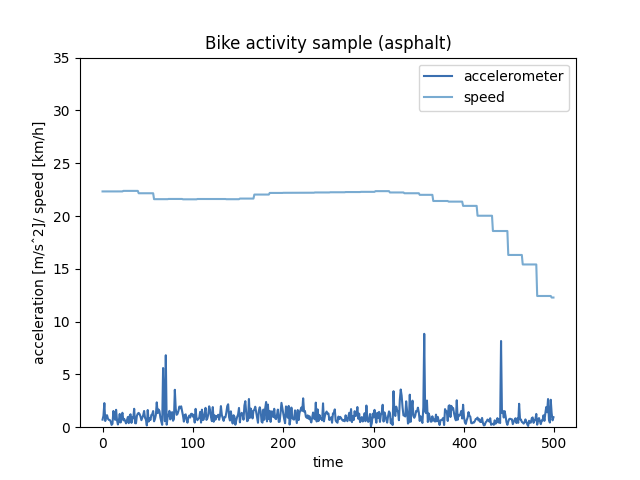 Bike activity sample (asphalt)
accelerometer
speed
acceleration [m/sˆ2]/ speed [km/h]
35
30
25
20
15
10
5
0
0 100 200 300 400 500
time